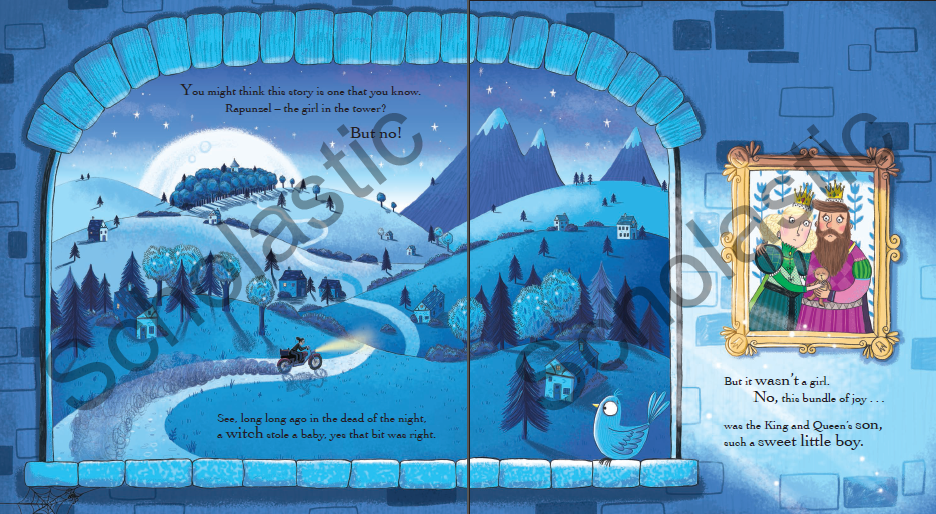 You might think this story is one that you know.
Rapunzel – the girl in the tower?
But no!
See, long long ago in the dead of the night,
a witch stole a baby, yes that bit was right.
But it wasn't a girl.
No, this bundle of joy . . .
was the King and Queen's son,
such a sweet little boy.
Scholastic
Scholastic